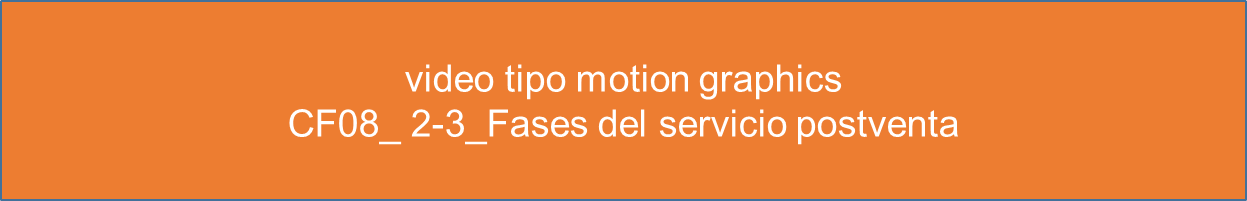 video tipo motion graphics
CF08_ 2-3_Fases del servicio postventa